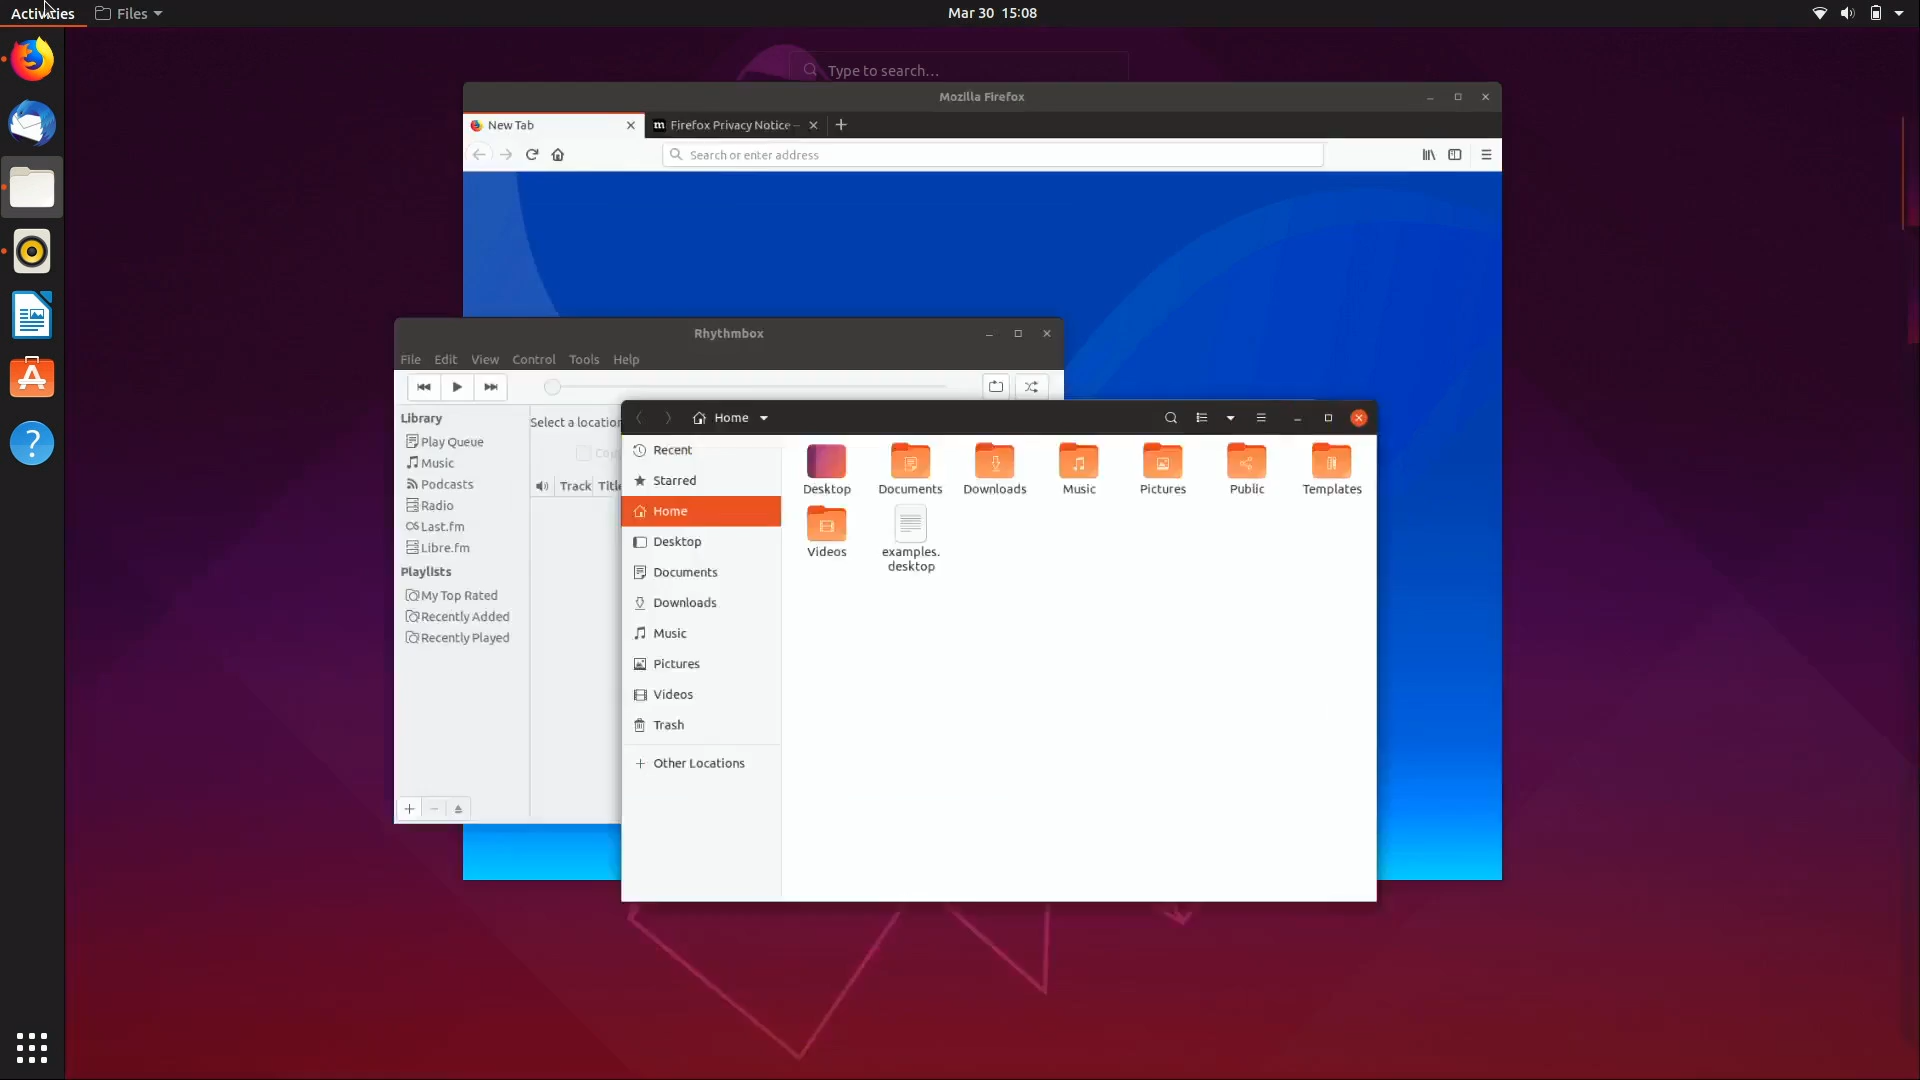 Activities Files Mar 30 15:08
Type to search...
Mozilla Firefox
New Tab Firefox Privacy Notice –
Search or enter address
Rhythmbox
File Edit View Control Tools Help
Library
Play Queue
Music
Podcasts
Radio
Last.fm
Libre.fm
Playlists
My Top Rated
Recently Added
Recently Played
Select a location
Track
Home
Recent
Starred
Home
Desktop
Documents
Downloads
Music
Pictures
Videos
Trash
Other Locations
Desktop Documents Downloads Music Pictures Public Templates
Videos examples.
desktop